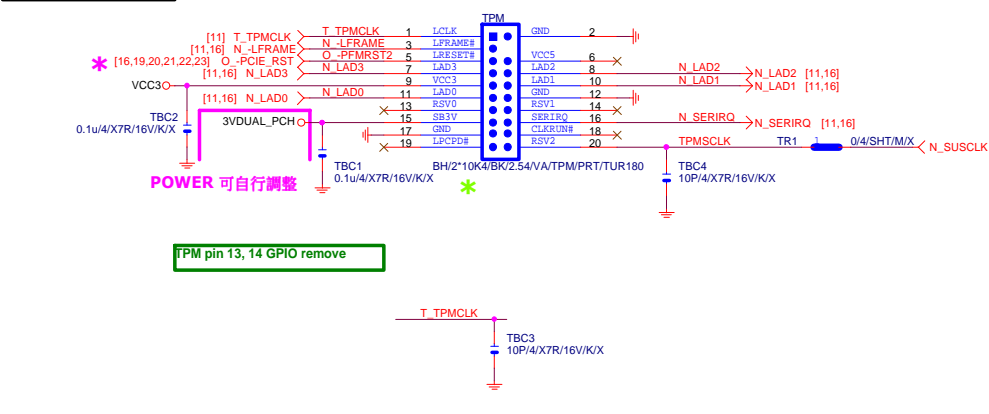 TPM
[11] T_TPMCLK T_TPMCLK 1 LCLK GND 2
[11,16] N_-LFRAME N_-LFRAME 3 LFRAME#
* [16,19,20,21,22,23] O_-PCIE_RST O_-PFMRST2 5 LRESET# VCC5 6
[11,16] N_LAD3 N_LAD3 7 LAD3 LAD2 8 N_LAD2 N_LAD2 [11,16]
VCC3 9 VCC3 LAD1 10 N_LAD1 N_LAD1 [11,16]
[11,16] N_LAD0 N_LAD0 11 LAD0 GND 12
13 RSV0 RSV1 14
3VDUAL_PCH 15 SB3V SERIRQ 16 N_SERIRQ N_SERIRQ [11,16]
17 GND CLKRUN# 18
19 LPCPD# RSV2 20 TPMSCLK TR1 1 0/4/SHT/M/X N_SUSCLK
TBC2
0.1u/4/X7R/16V/K/X
TBC1
0.1u/4/X7R/16V/K/X
BH/2*10K4/BK/2.54/VA/TPM/PRT/TUR180
*
TBC4
10P/4/X7R/16V/K/X
POWER 可自行調整
TPM pin 13, 14 GPIO remove
T_TPMCLK
TBC3
10P/4/X7R/16V/K/X